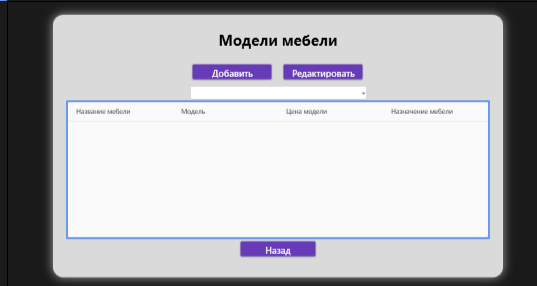 Модели мебели
Добавить Редактировать
Название мебели Модель Цена модели Назначение мебели
Назад